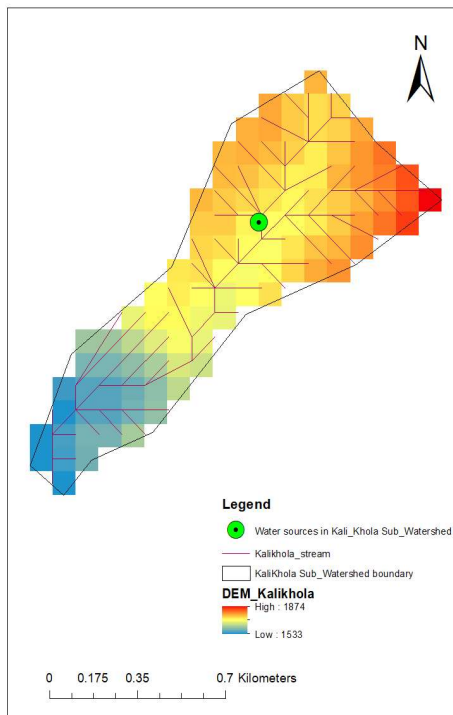 N
Legend
Water sources in Kali_Khola Sub_Watershed
Kalikhola_stream
KaliKhola Sub_Watershed boundary
DEM_Kalikhola
High : 1874
Low : 1533
0 0.175 0.35 0.7 Kilometers